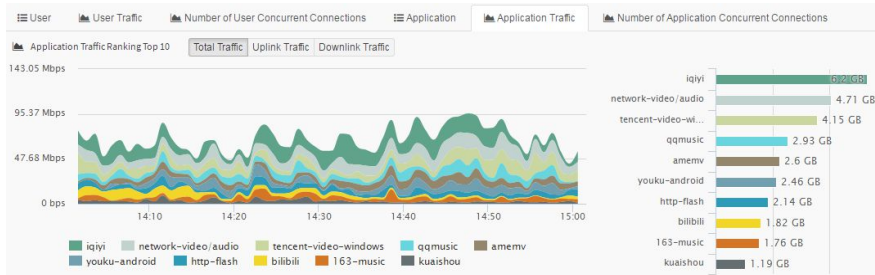 User User Traffic Number of User Concurrent Connections Application Application Traffic Number of Application Concurrent Connections
Application Traffic Ranking Top 10 Total Traffic Uplink Traffic Downlink Traffic
143.05 Mbps
95.37 Mbps
47.68 Mbps
0 bps
14:10 14:20 14:30 14:40 14:50 15:00
iqiyi network-video/audio tencent-video-windows qqmusic amemv
youku-android http-flash bilibili 163-music kuaishou
iqiyi 6.2 GB
network-video/audio 4.71 GB
tencent-video-wi... 4.15 GB
qqmusic 2.93 GB
amemv 2.6 GB
youku-android 2.46 GB
http-flash 2.14 GB
bilibili 1.82 GB
163-music 1.76 GB
kuaishou 1.19 GB